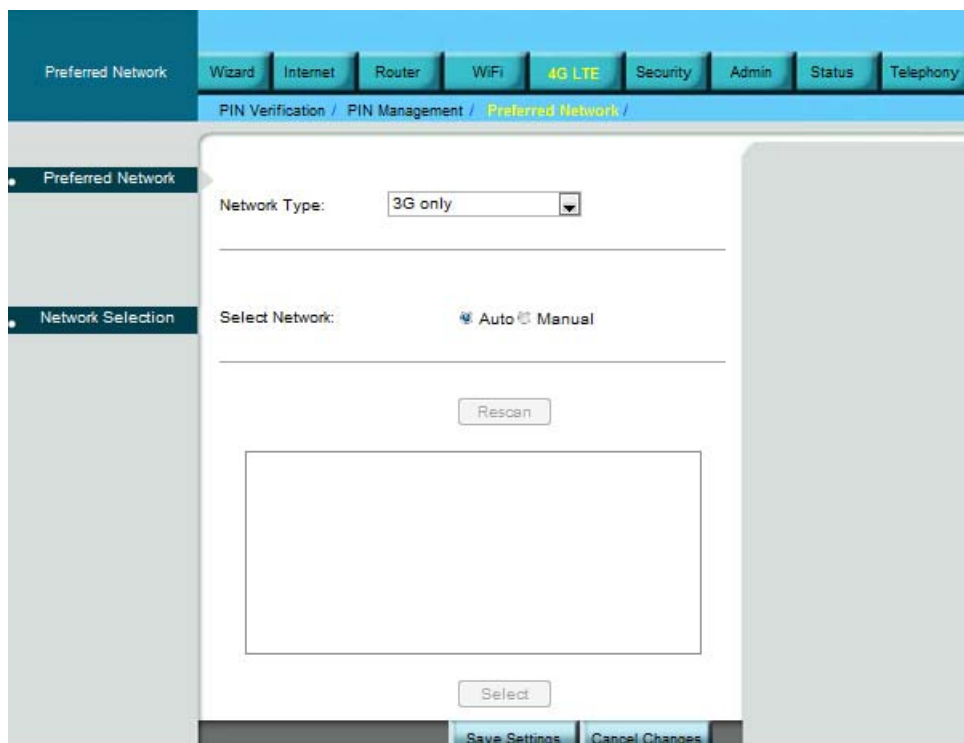 Preferred Network
Wizard Internet Router WiFi 4G LTE Security Admin Status Telephony
PIN Verification / PIN Management / Preferred Network /
Preferred Network
Network Type: 3G only
Network Selection
Select Network: Auto Manual
Rescan
Select
Save Settings Cancel Changes